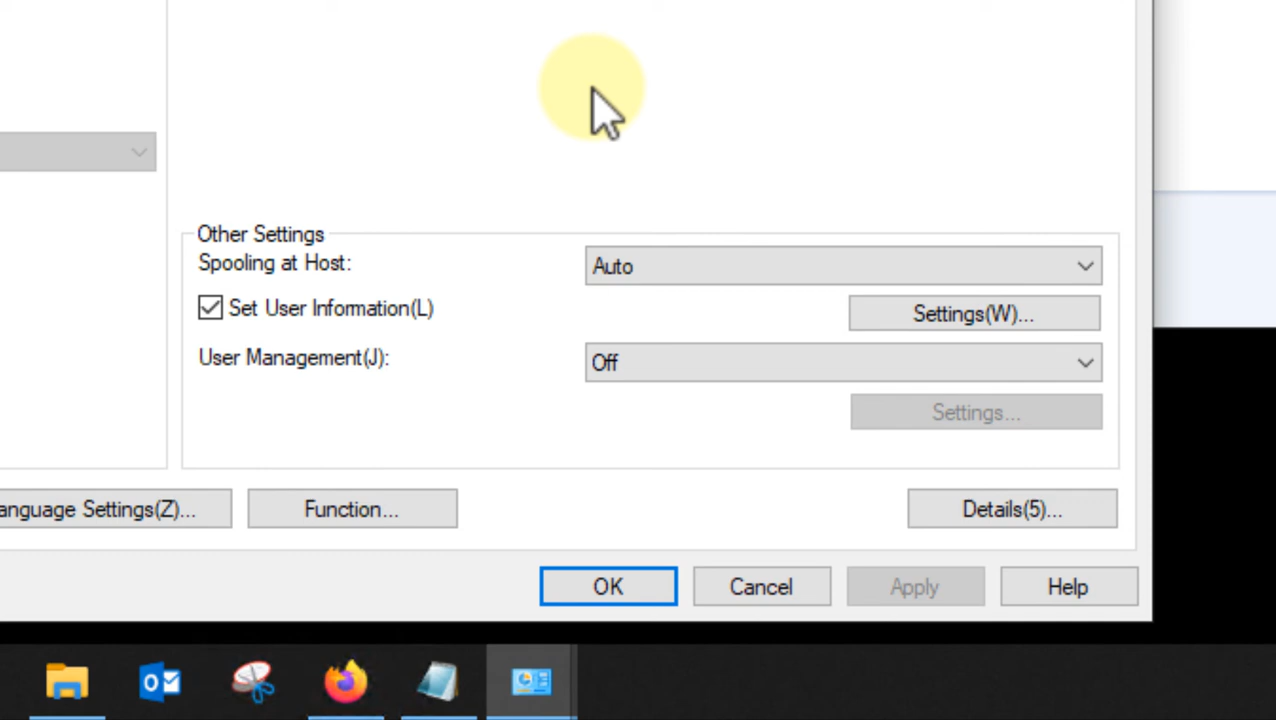 Other Settings
Spooling at Host: Auto
Set User Information(L) Settings(W)...
User Management(J): Off
Settings...
anguage Settings(Z)... Function... Details(5)...
OK Cancel Apply Help